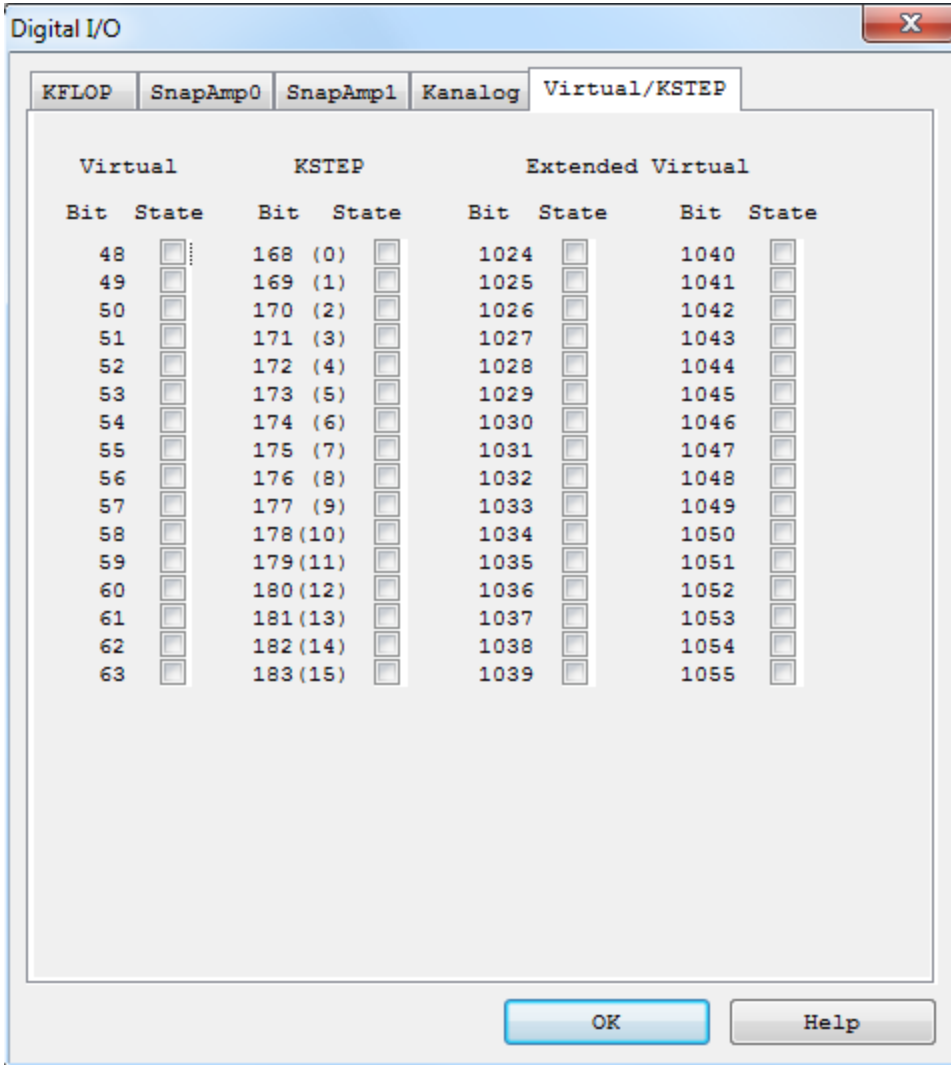 Digital I/O
KFLOP SnapAmp0 SnapAmp1 Kanalog Virtual/KSTEP
Virtual KSTEP Extended Virtual
Bit State Bit State Bit State Bit State
48 168 (0) 1024 1040
49 169 (1) 1025 1041
50 170 (2) 1026 1042
51 171 (3) 1027 1043
52 172 (4) 1028 1044
53 173 (5) 1029 1045
54 174 (6) 1030 1046
55 175 (7) 1031 1047
56 176 (8) 1032 1048
57 177 (9) 1033 1049
58 178(10) 1034 1050
59 179(11) 1035 1051
60 180(12) 1036 1052
61 181(13) 1037 1053
62 182(14) 1038 1054
63 183(15) 1039 1055
OK Help